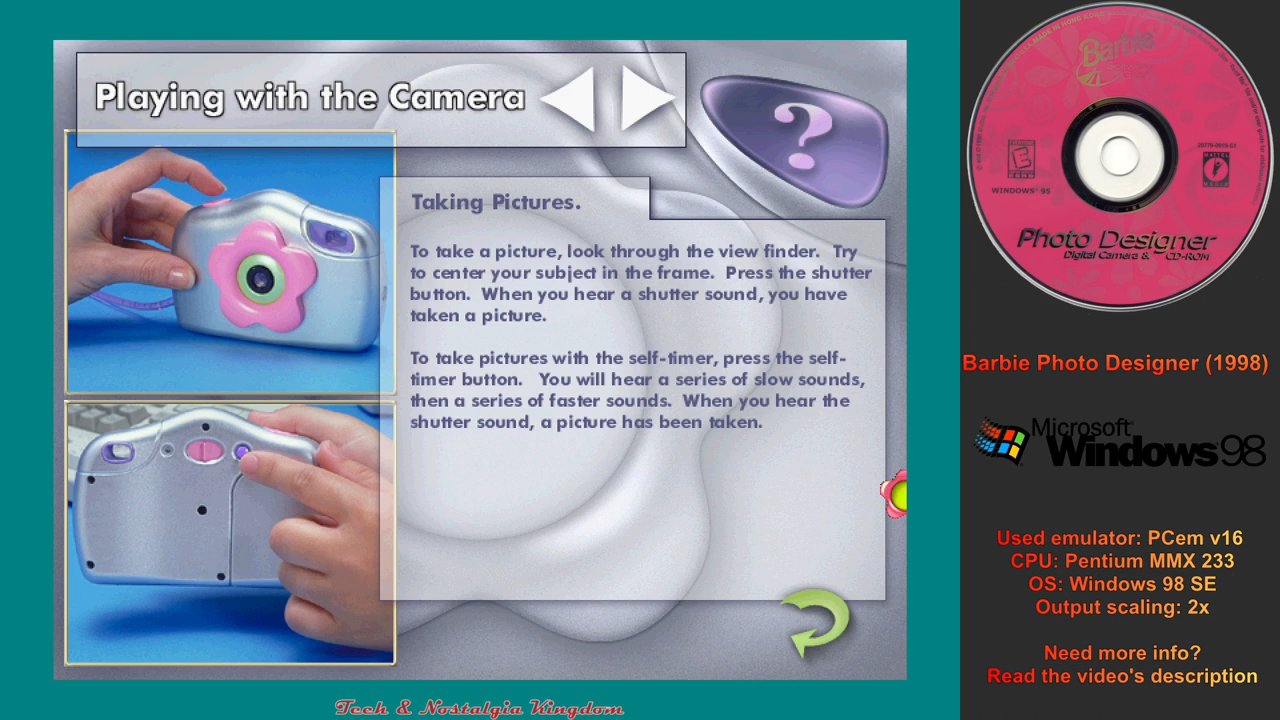 Playing with the Camera
?
Taking Pictures.
To take a picture, look through the view finder. Try
to center your subject in the frame. Press the shutter
button. When you hear a shutter sound, you have
taken a picture.
To take pictures with the self-timer, press the self-
timer button. You will hear a series of slow sounds,
then a series of faster sounds. When you hear the
shutter sound, a picture has been taken.
Tech & Nostalgia Kingdom
Barbie
E
WINDOWS® 95
MATTEL
MEDIA
Photo Designer
Digital Camera & CD-ROM
Barbie Photo Designer (1998)
Microsoft®
Windows 98
Used emulator: PCem v16
CPU: Pentium MMX 233
OS: Windows 98 SE
Output scaling: 2x
Need more info?
Read the video's description